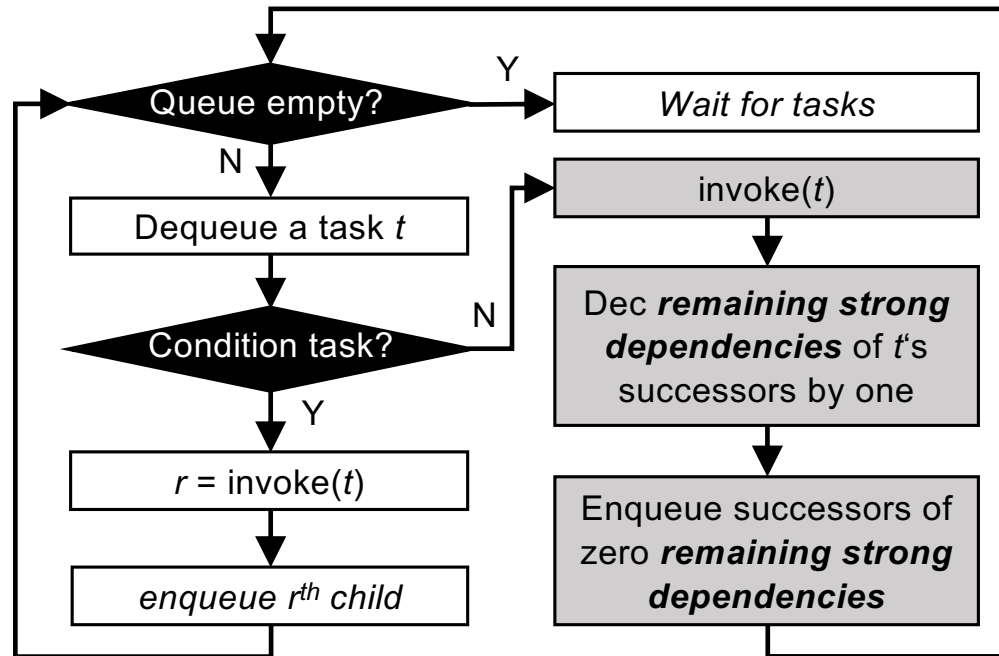 Queue empty?
Y
Wait for tasks
N
Dequeue a task t
invoke(t)
Condition task?
N
Dec remaining strong
dependencies of t‘s
successors by one
Y
r = invoke(t)
enqueue rth child
Enqueue successors of
zero remaining strong
dependencies